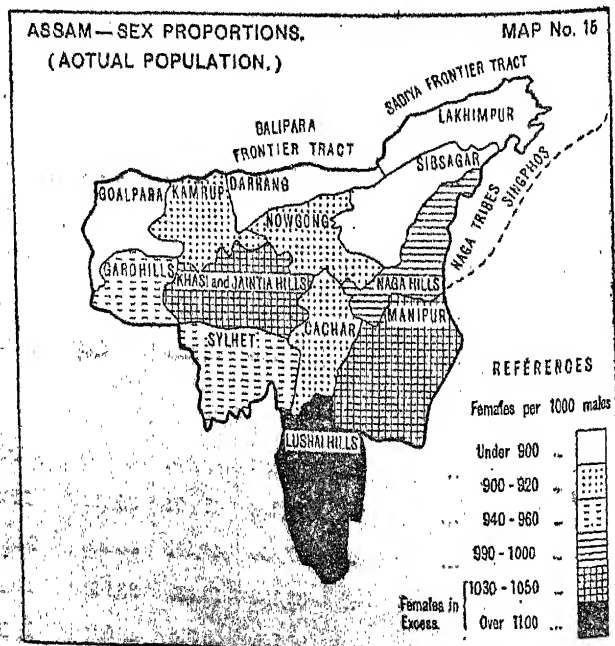 ASSAM — SEX PROPORTIONS.
(AOTUAL POPULATION.)
MAP No. 15
SADIYA FRONTIER TRACT
LAKHIMPUR
BALIPARA
FRONTIER TRACT
SIBSAGAR
GOALPARA
KAMRUP
DARRANG
NOWGONG
NAGA TRIBES
SINGPHOS
GARO HILLS
KHASI and JAINTIA HILLS
NAGA HILLS
MANIPUR
SYLHET
CACHAR
LUSHAI HILLS
REFÉRENCES
Females per 1000 males
Under 900
900 - 920
940 - 960
990 - 1000
1030 - 1050
Females in
Excess.
Over 1100